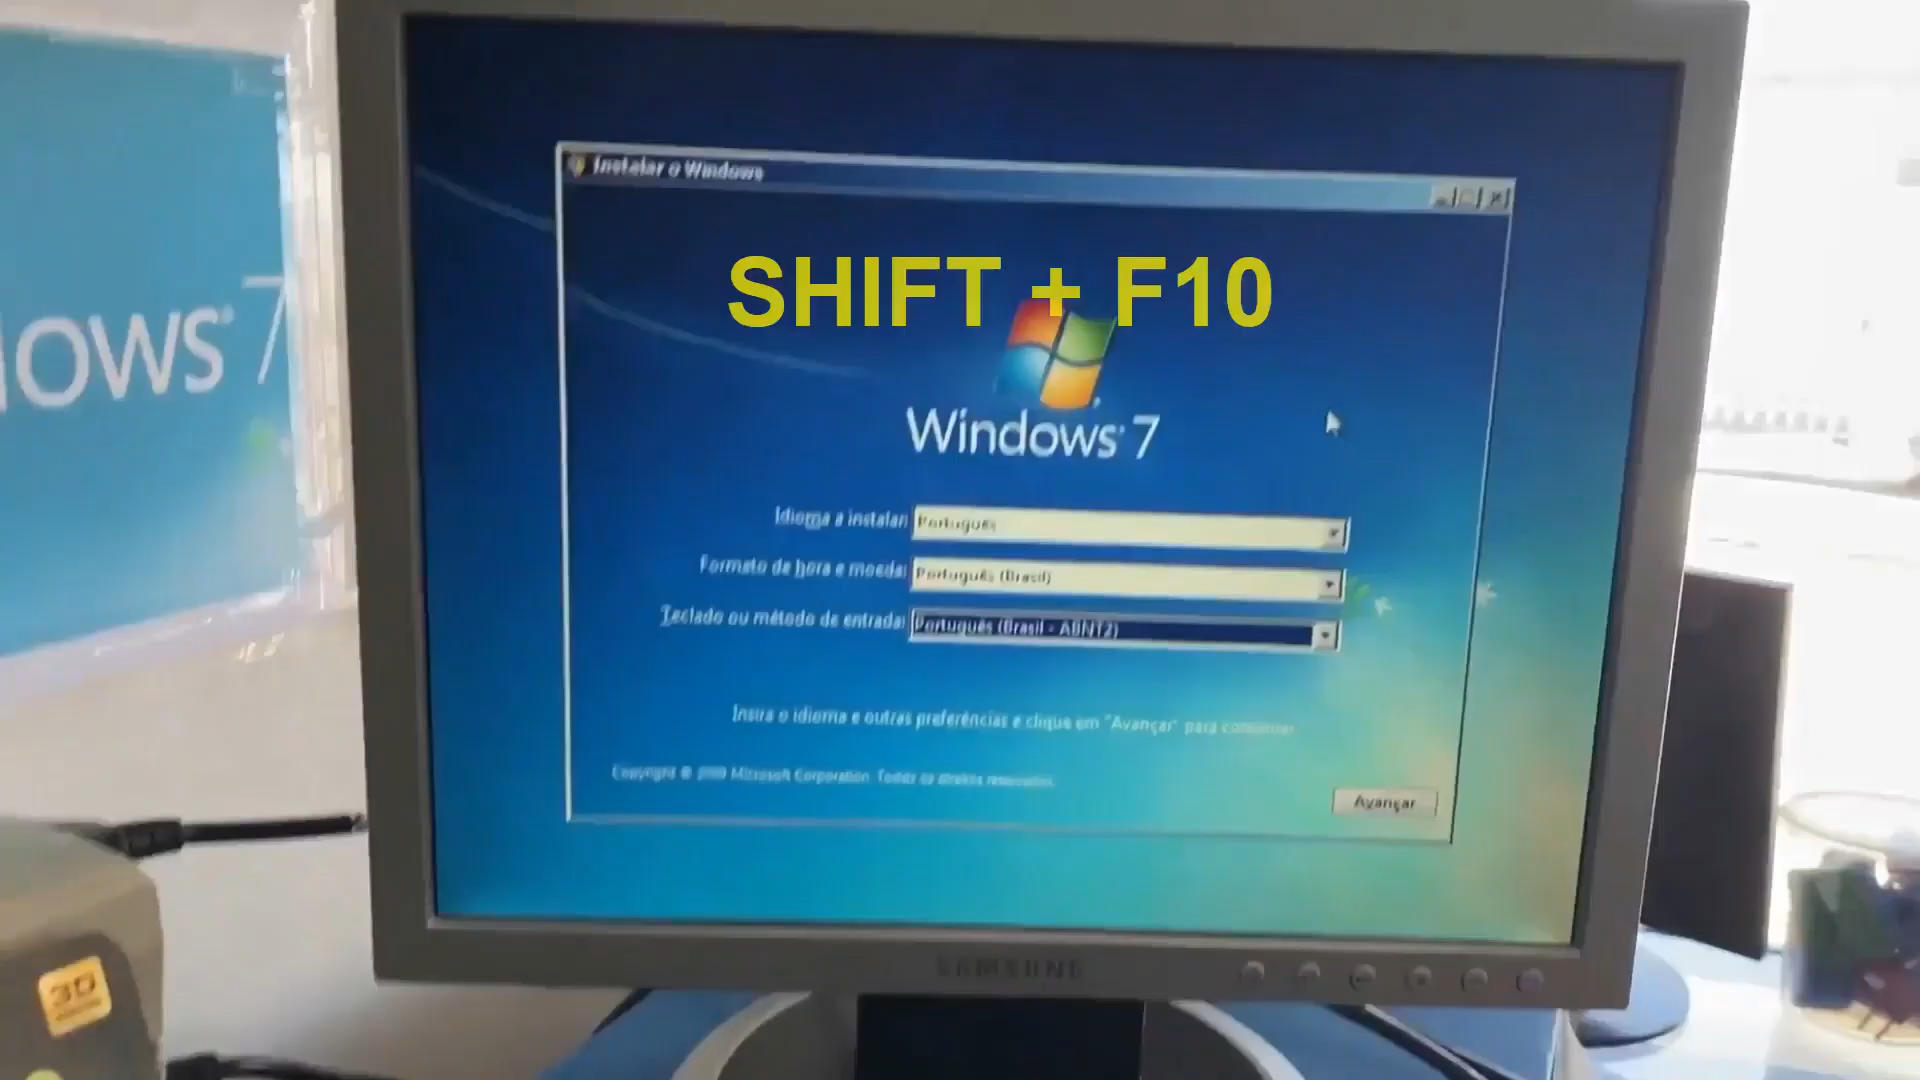 Instalar o Windows
SHIFT + F10
Windows 7
Idioma a instalar: Português
Formato de hora e moeda: Português (Brasil)
Teclado ou método de entrada: Português (Brasil - ABNT2)
Insira o idioma e outras preferências e clique em "Avançar" para continuar.
Copyright © 2009 Microsoft Corporation. Todos os direitos reservados.
Avançar
SAMSUNG
OWS 7
3D